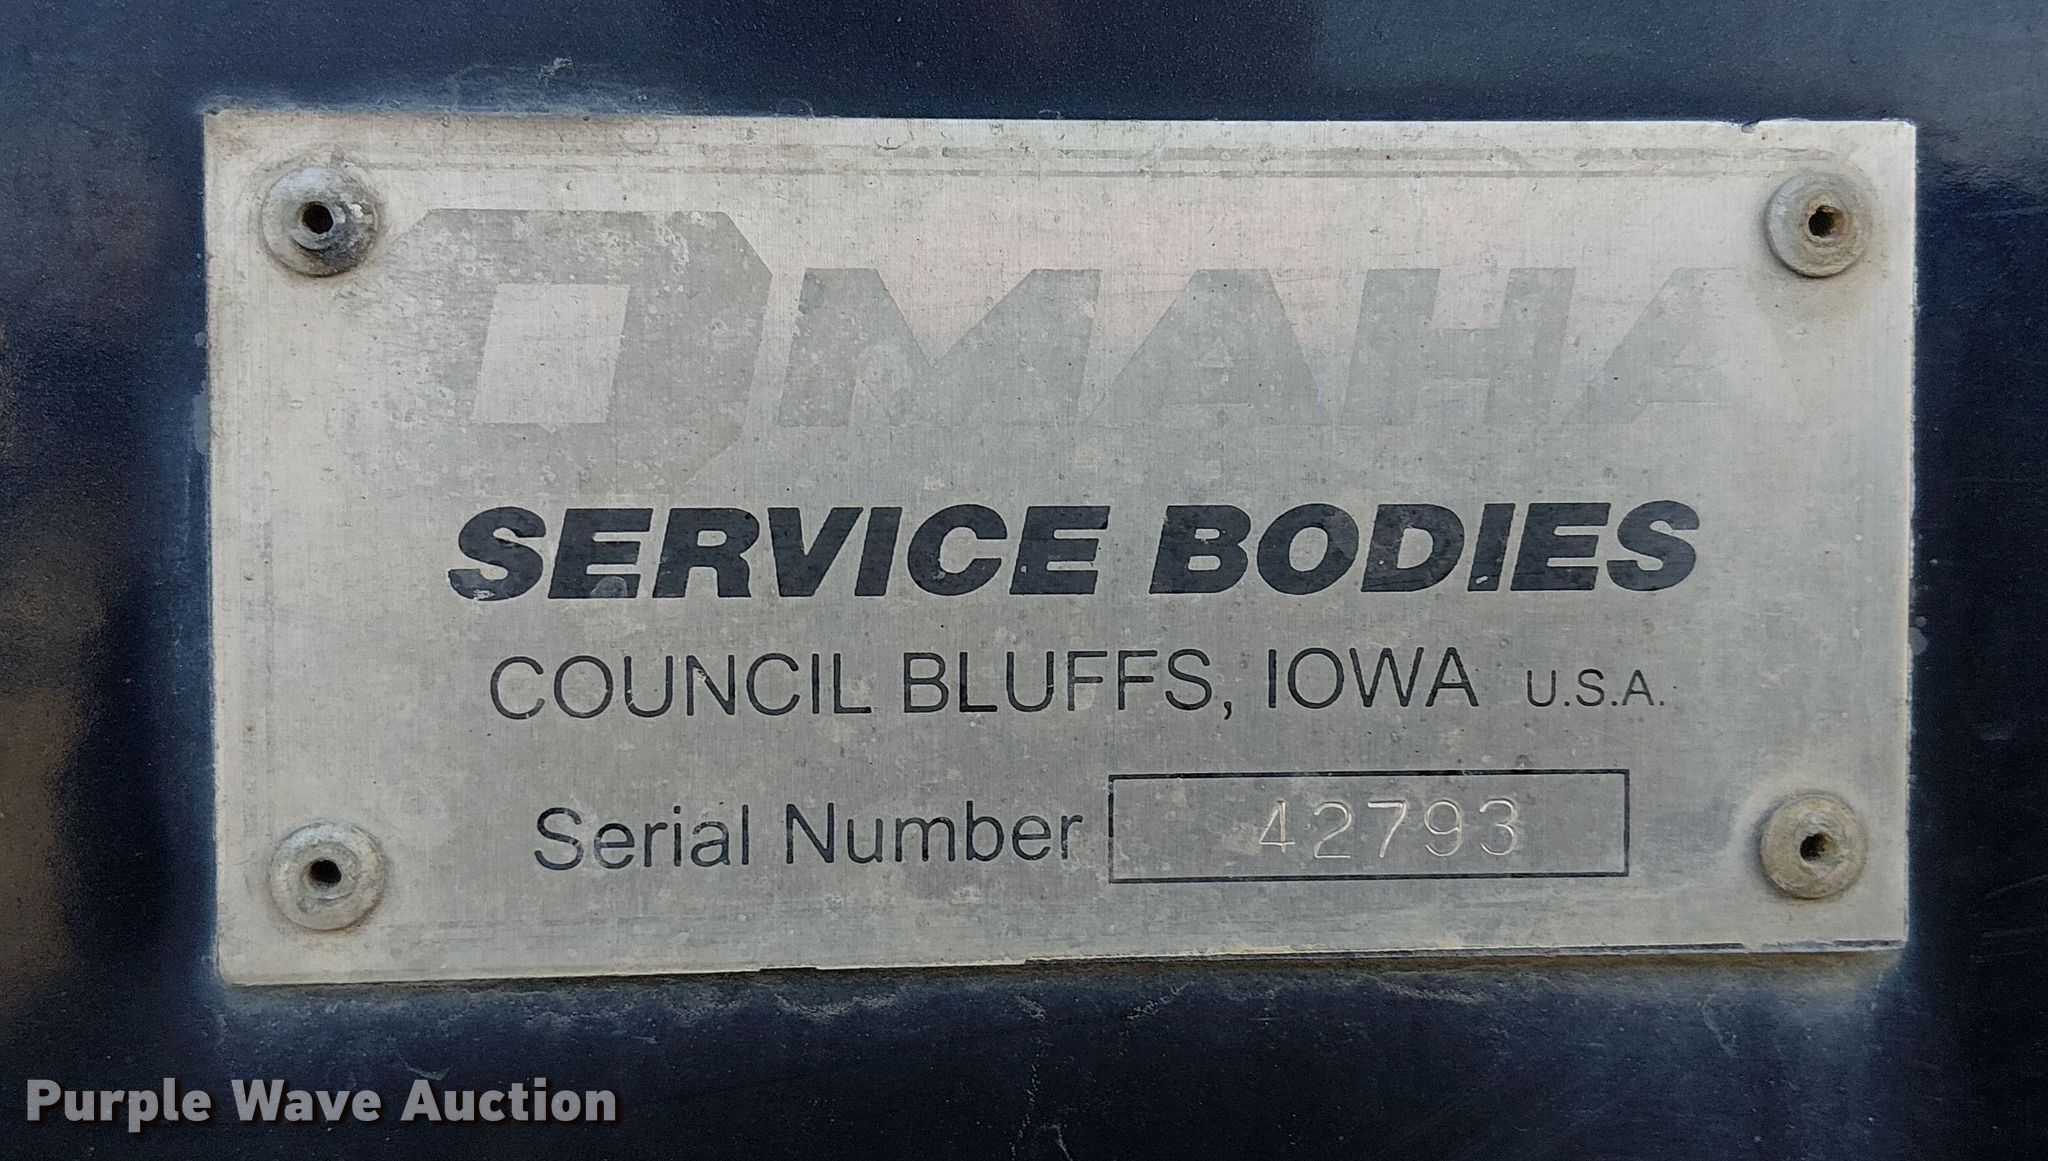 OMAHA
SERVICE BODIES
COUNCIL BLUFFS, IOWA U.S.A.
Serial Number 42793
Purple Wave Auction